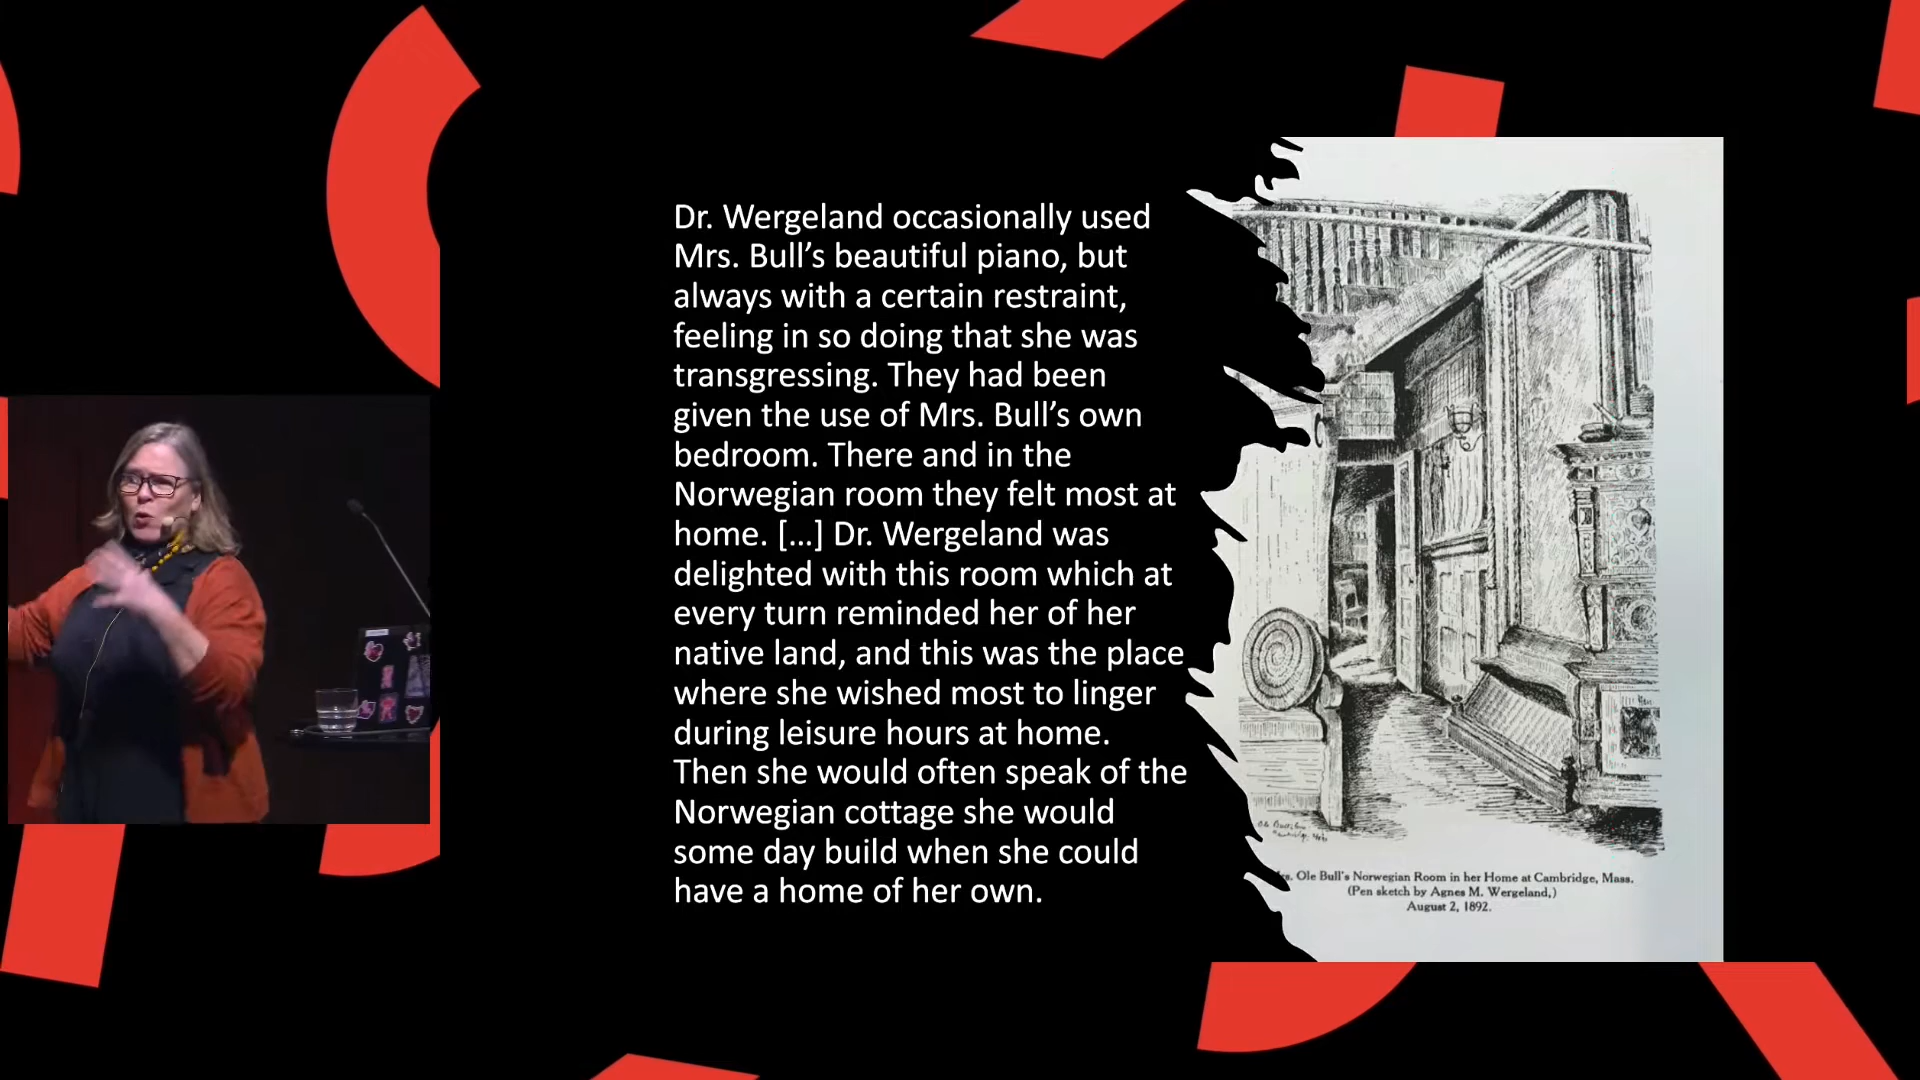 Dr. Wergeland occasionally used
Mrs. Bull’s beautiful piano, but
always with a certain restraint,
feeling in so doing that she was
transgressing. They had been
given the use of Mrs. Bull’s own
bedroom. There and in the
Norwegian room they felt most at
home. [...] Dr. Wergeland was
delighted with this room which at
every turn reminded her of her
native land, and this was the place
where she wished most to linger
during leisure hours at home.
Then she would often speak of the
Norwegian cottage she would
some day build when she could
have a home of her own.
Ole Bull's Norwegian Room in her Home at Cambridge, Mass.
(Pen sketch by Agnes M. Wergeland,)
August 2, 1892.